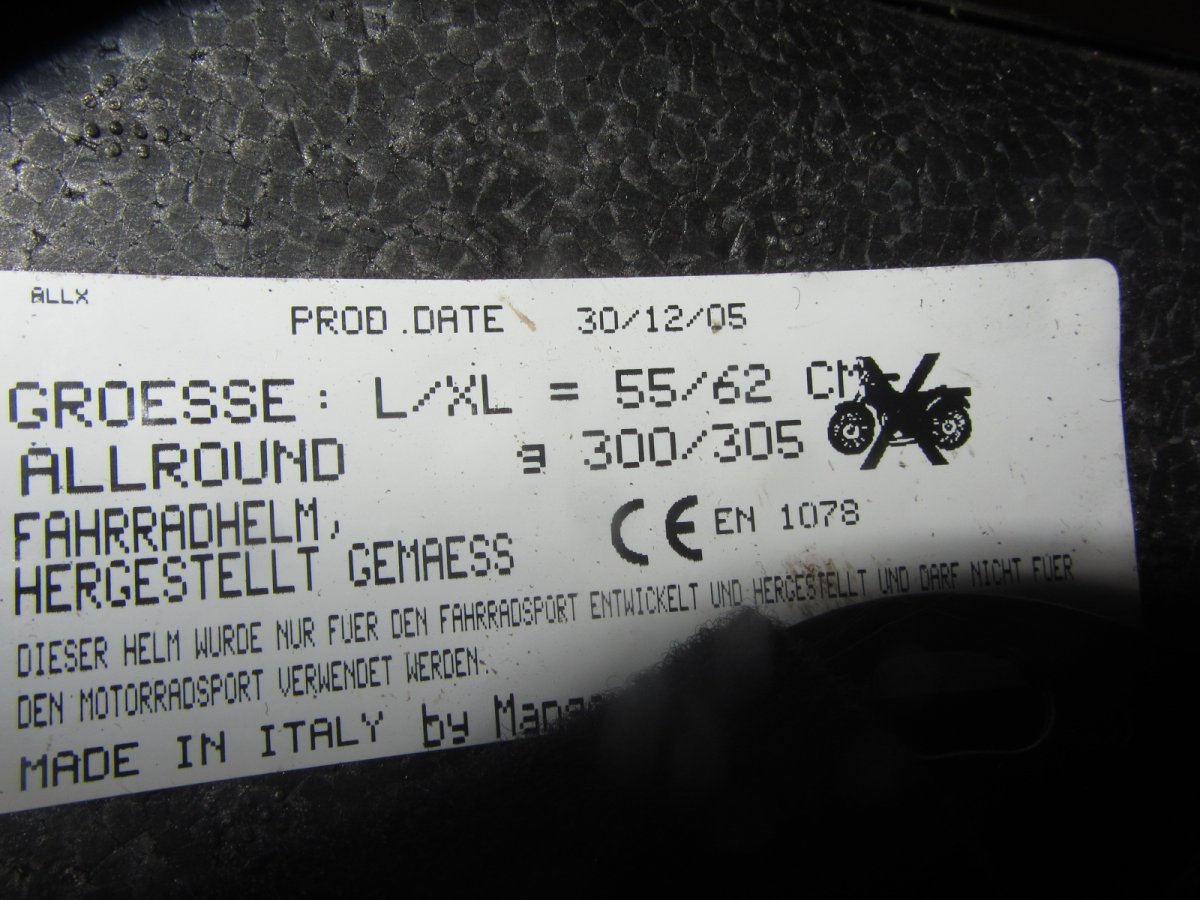 ALLX
PROD.DATE 30/12/05
GROESSE: L/XL = 55/62 CM
ALLROUND g 300/305
FAHRRADHELM,
HERGESTELLT GEMAESS CE EN 1078
DIESER HELM WURDE NUR FUER DEN FAHRRADSPORT ENTWICKELT UND HERGESTELLT UND DARF NICHT FUER
DEN MOTORRADSPORT VERWENDET WERDEN.
MADE IN ITALY by